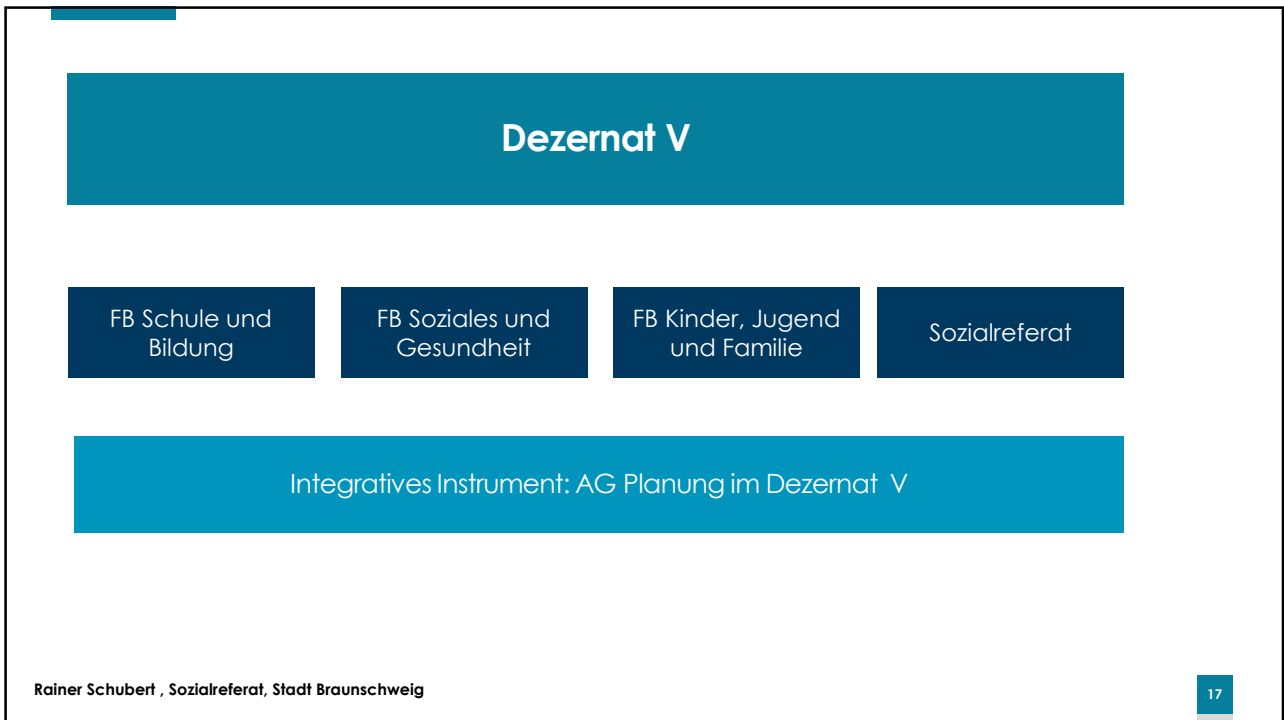 Dezernat V
FB Schule und
Bildung
FB Soziales und
Gesundheit
FB Kinder, Jugend
und Familie
Sozialreferat
Integratives Instrument: AG Planung im Dezernat V
Rainer Schubert , Sozialreferat, Stadt Braunschweig
17